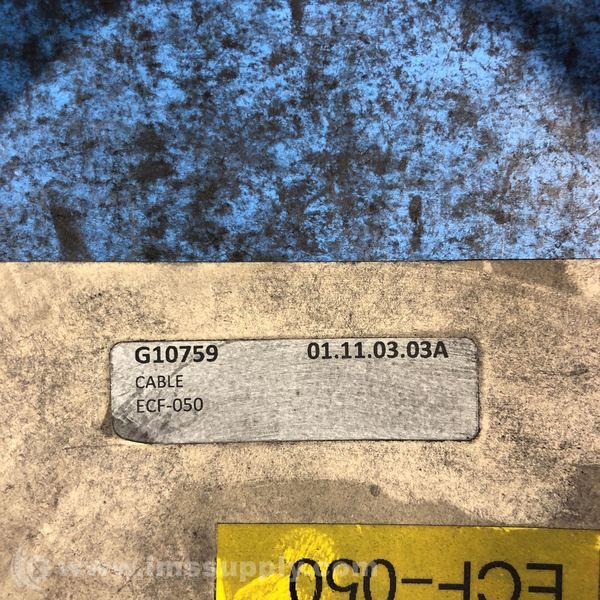 G10759 01.11.03.03A
CABLE
ECF-050
ECF-050
www.imssupply.com